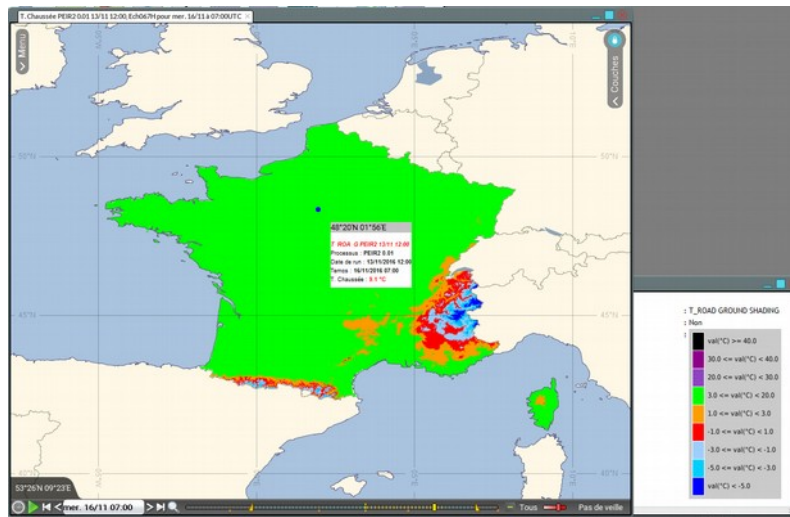 T. Chaussée PEIR2 0.01 13/11 12:00, Ech067H pour mer. 16/11 à 07:00UTC
Menu
Couches
50°N
50°N
48°20'N 01°56'E
T_ROA_G PEIR2 13/11 12:00
Processus : PEIR2 0.01
Date de run : 13/11/2016 12:00
Temps : 16/11/2016 07:00
T. Chaussée : 9.1 °C
45°N
45°N
: T_ROAD GROUND SHADING
: Non
:
val(°C) >= 40.0
30.0 <= val(°C) < 40.0
20.0 <= val(°C) < 30.0
3.0 <= val(°C) < 20.0
1.0 <= val(°C) < 3.0
-1.0 <= val(°C) < 1.0
-3.0 <= val(°C) < -1.0
-5.0 <= val(°C) < -3.0
val(°C) < -5.0
53°26N 09°23'E
mer. 16/11 07:00
Tous
Pas de veille